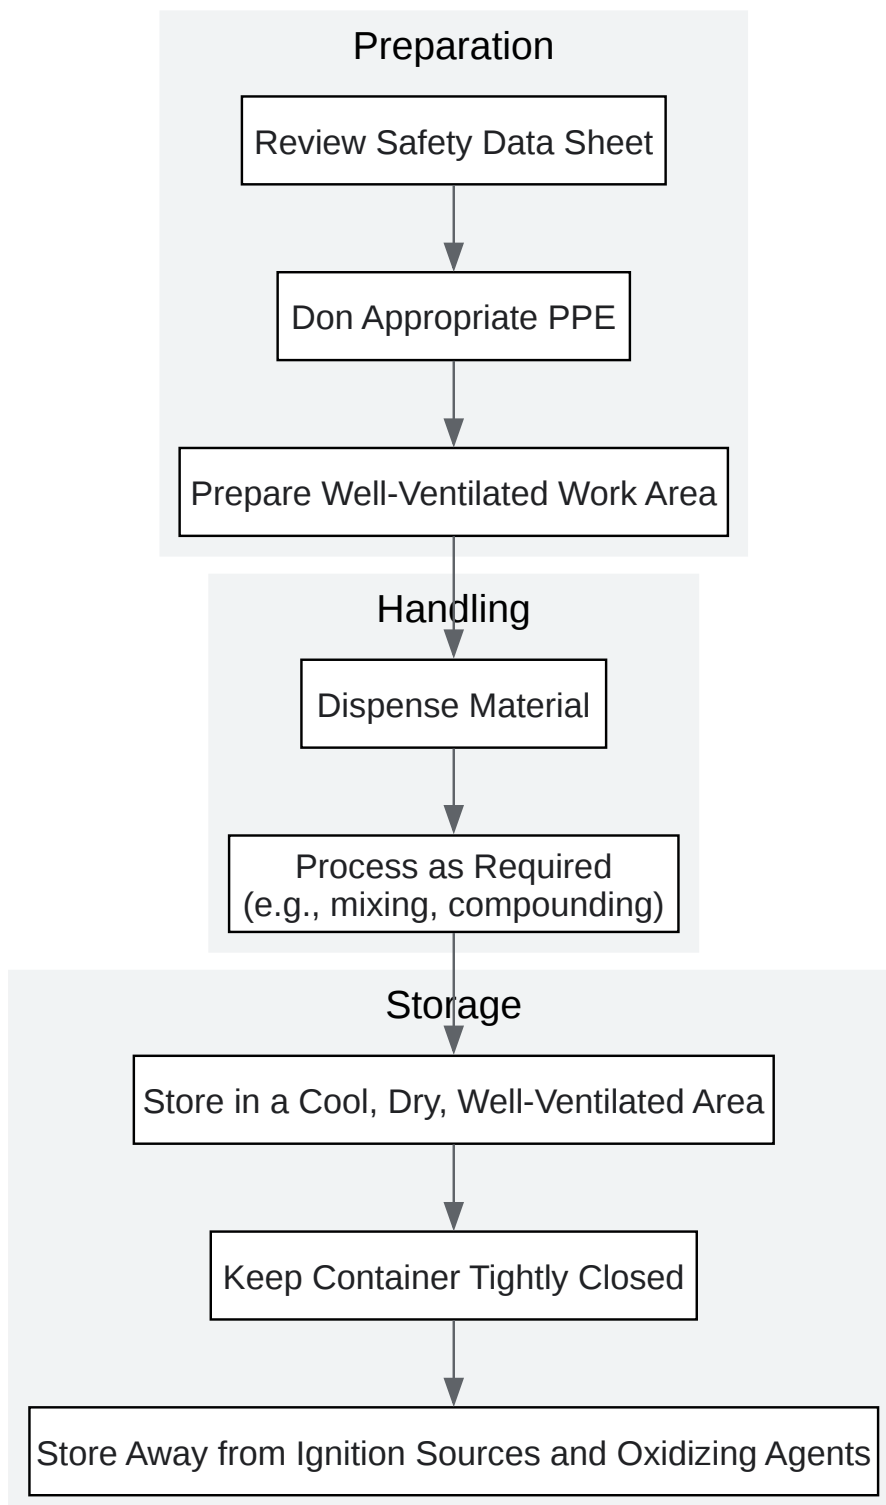 Preparation
Review Safety Data Sheet
Don Appropriate PPE
Prepare Well-Ventilated Work Area
Handling
Dispense Material
Process as Required
(e.g., mixing, compounding)
Storage
Store in a Cool, Dry, Well-Ventilated Area
Keep Container Tightly Closed
Store Away from Ignition Sources and Oxidizing Agents